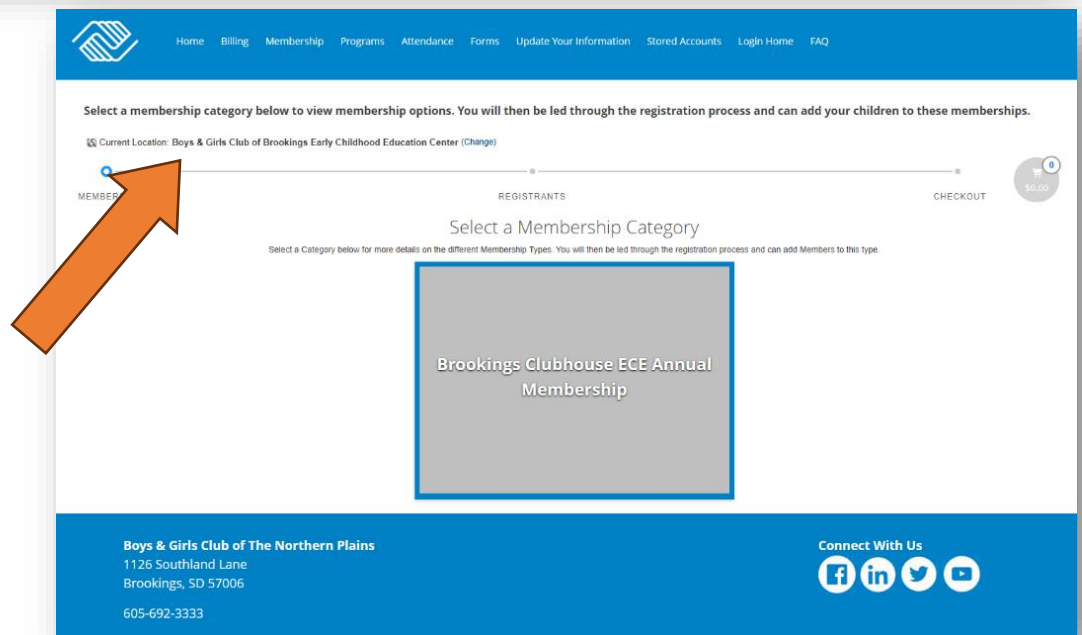 Home Billing Membership Programs Attendance Forms Update Your Information Stored Accounts Login Home FAQ
Select a membership category below to view membership options. You will then be led through the registration process and can add your children to these memberships.
Current Location: Boys & Girls Club of Brookings Early Childhood Education Center (Change)
0
$0.00
REGISTRANTS
CHECKOUT
Select a Membership Category
Select a Category below for more details on the different Membership Types. You will then be led through the registration process and can add Members to this type.
Brookings Clubhouse ECE Annual
Membership
Boys & Girls Club of The Northern Plains
1126 Southland Lane
Brookings, SD 57006
605-692-3333
Connect With Us